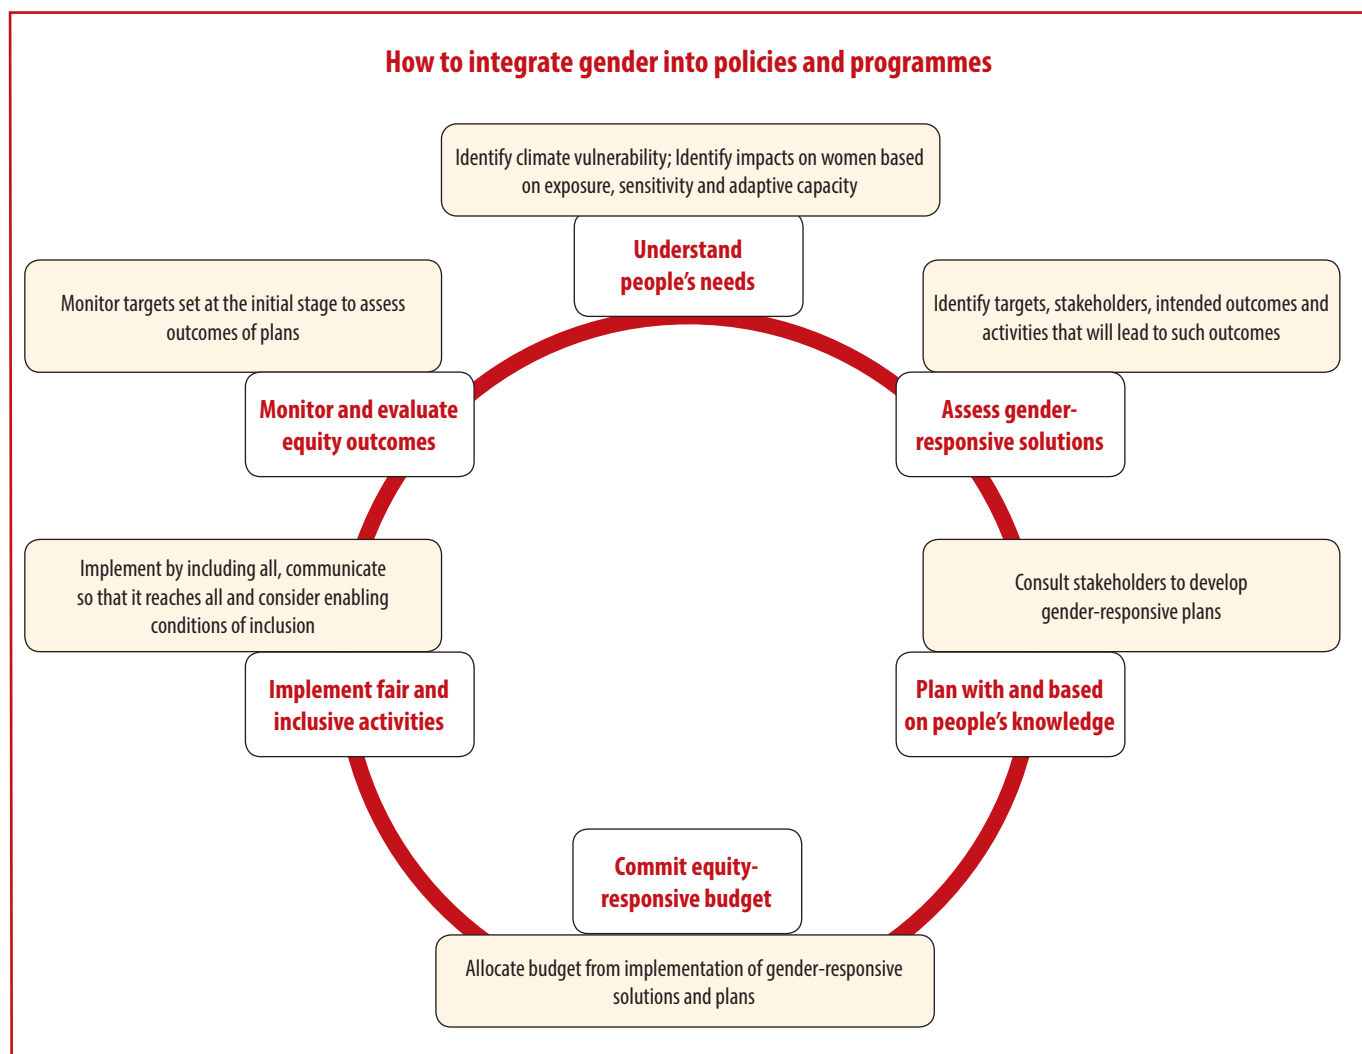 How to integrate gender into policies and programmes
Identify climate vulnerability; Identify impacts on women based
on exposure, sensitivity and adaptive capacity
Understand
people’s needs
Identify targets, stakeholders, intended outcomes and
activities that will lead to such outcomes
Assess gender-
responsive solutions
Consult stakeholders to develop
gender-responsive plans
Plan with and based
on people’s knowledge
Commit equity-
responsive budget
Allocate budget from implementation of gender-responsive
solutions and plans
Implement by including all, communicate
so that it reaches all and consider enabling
conditions of inclusion
Implement fair and
inclusive activities
Monitor targets set at the initial stage to assess
outcomes of plans
Monitor and evaluate
equity outcomes